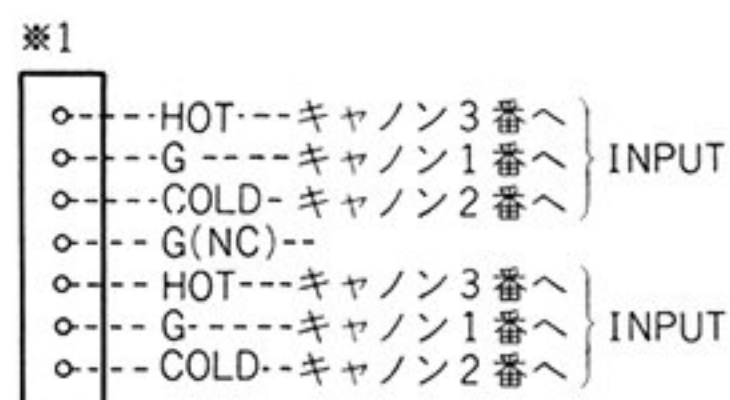 ※1
HOT---キャノン3番へ
G-----キャノン1番へ INPUT
COLD-キャノン2番へ
G(NC)--
HOT---キャノン3番へ
G-----キャノン1番へ INPUT
COLD--キャノン2番へ